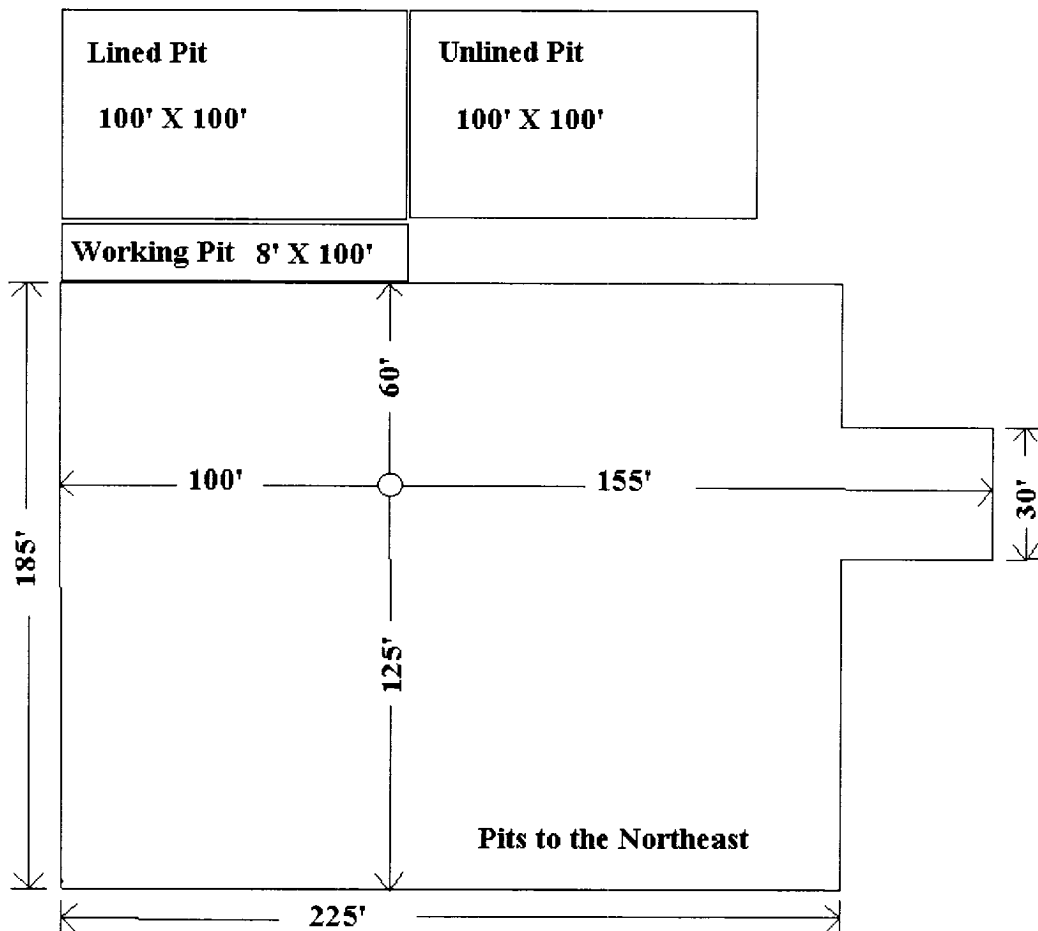 Lined Pit
100' X 100'
Unlined Pit
100' X 100'
Working Pit 8' X 100'
60'
100'
155'
30'
185'
125'
Pits to the Northeast
225'